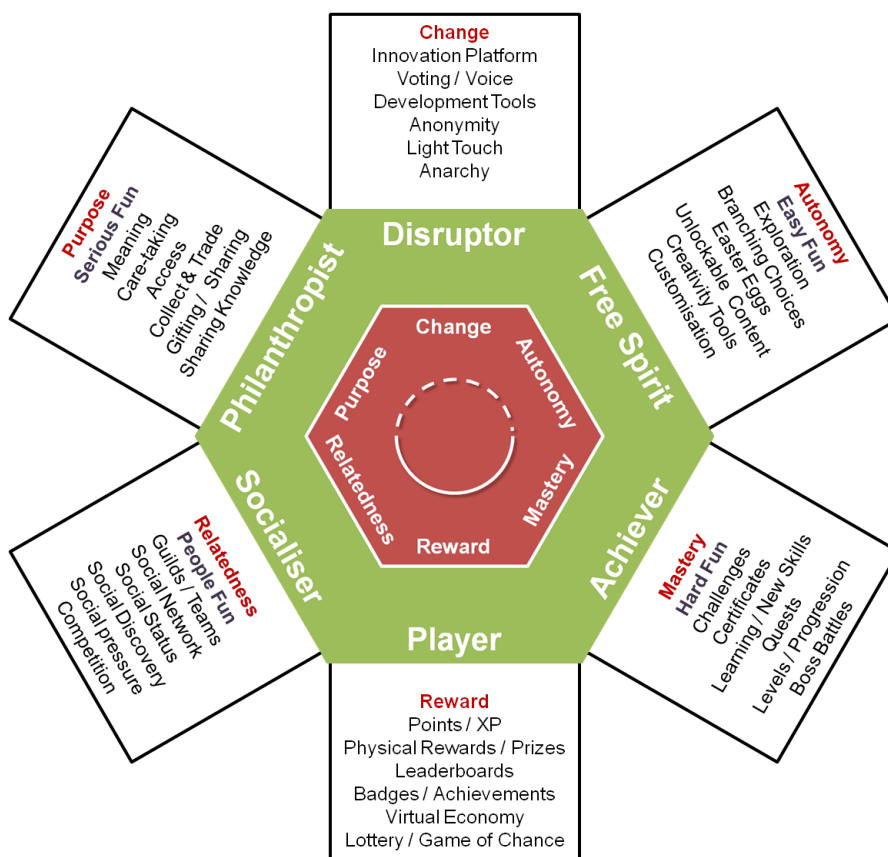 Change
Innovation Platform
Voting / Voice
Development Tools
Anonymity
Light Touch
Anarchy
Purpose
Serious Fun
Meaning
Care-taking
Access
Collect & Trade
Gifting / Sharing
Sharing Knowledge
Autonomy
Easy Fun
Exploration
Branching Choices
Easter Eggs
Unlockable Content
Creativity Tools
Customisation
Disruptor
Philanthropist
Free Spirit
Change
Purpose
Autonomy
Relatedness
Mastery
Reward
Socialiser
Achiever
Player
Relatedness
People Fun
Guilds / Teams
Social Network
Social Status
Social Discovery
Social pressure
Competition
Mastery
Hard Fun
Challenges
Certificates
Learning / New Skills
Quests
Levels / Progression
Boss Battles
Reward
Points / XP
Physical Rewards / Prizes
Leaderboards
Badges / Achievements
Virtual Economy
Lottery / Game of Chance